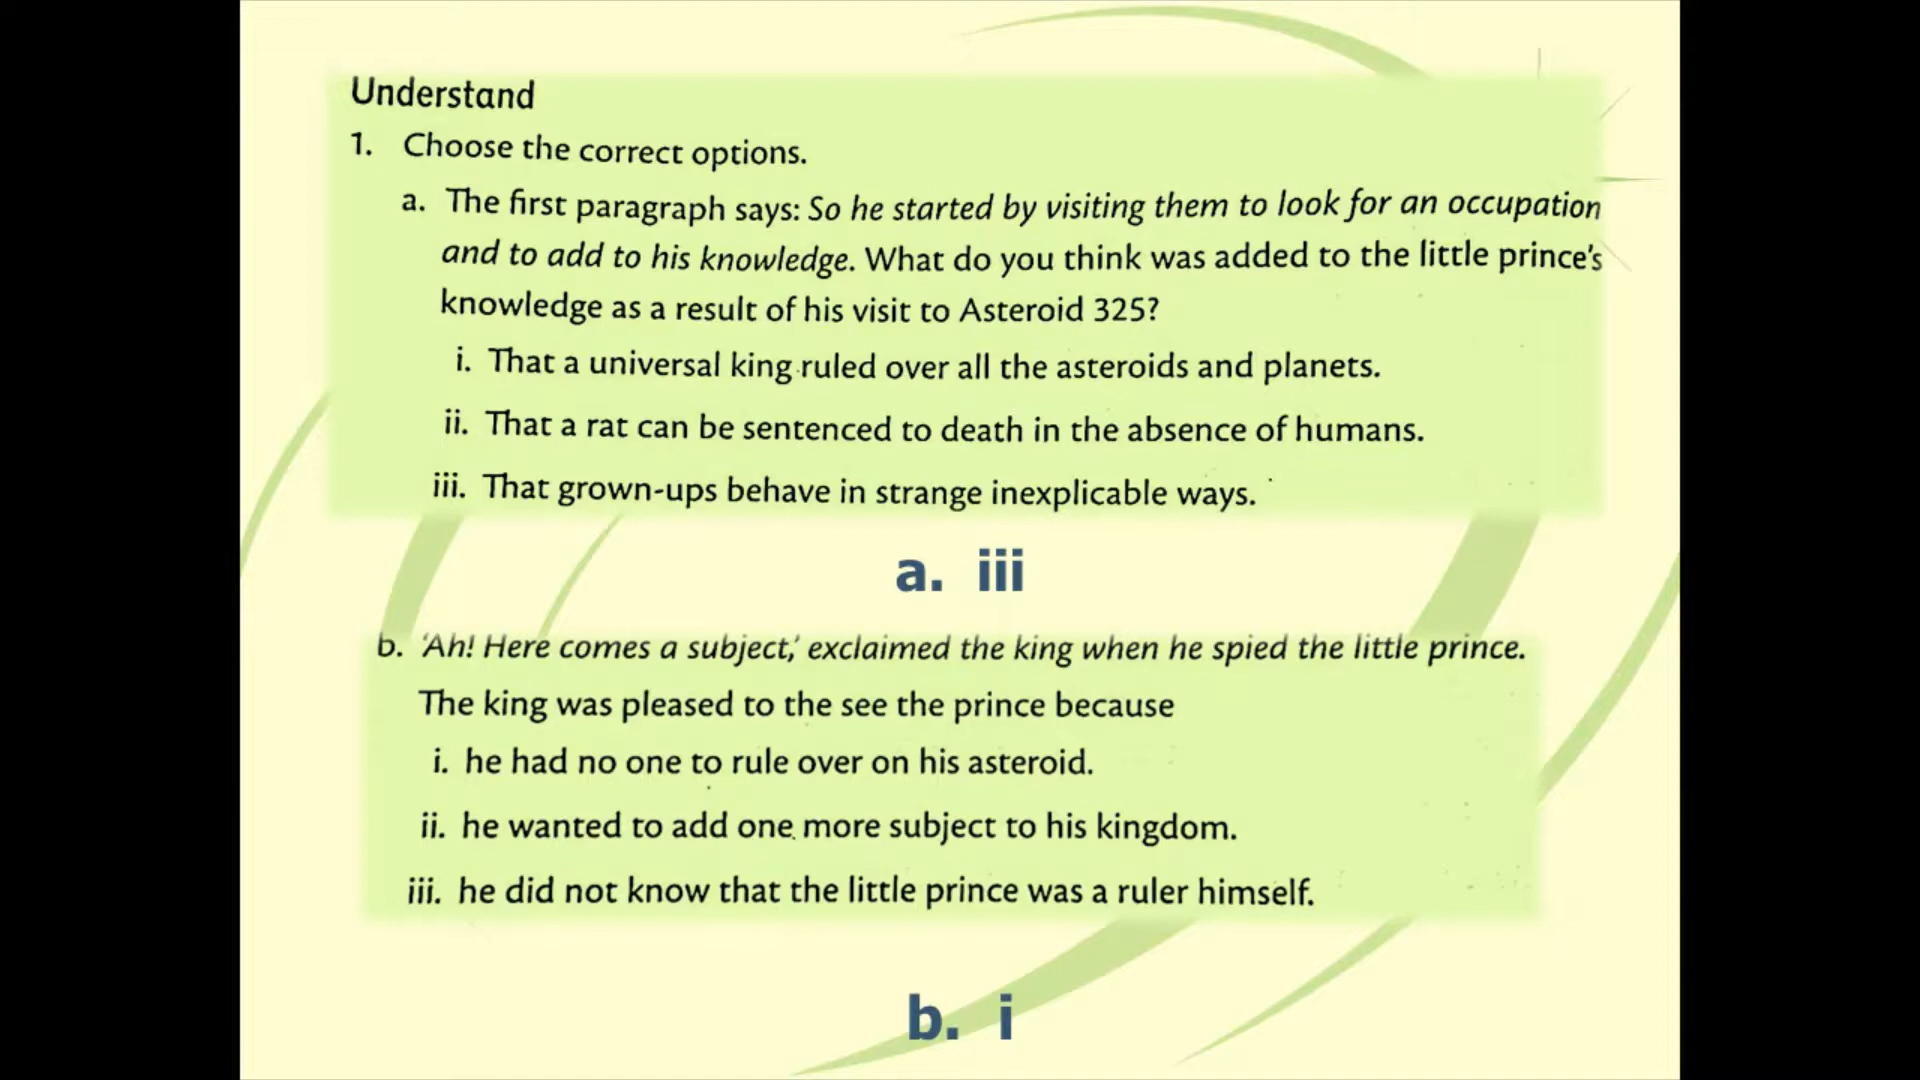 Understand
1. Choose the correct options.
a. The first paragraph says: So he started by visiting them to look for an occupation
and to add to his knowledge. What do you think was added to the little prince's
knowledge as a result of his visit to Asteroid 325?
i. That a universal king ruled over all the asteroids and planets.
ii. That a rat can be sentenced to death in the absence of humans.
iii. That grown-ups behave in strange inexplicable ways.
a. iii
b. 'Ah! Here comes a subject,' exclaimed the king when he spied the little prince.
The king was pleased to the see the prince because
i. he had no one to rule over on his asteroid.
ii. he wanted to add one more subject to his kingdom.
iii. he did not know that the little prince was a ruler himself.
b. i